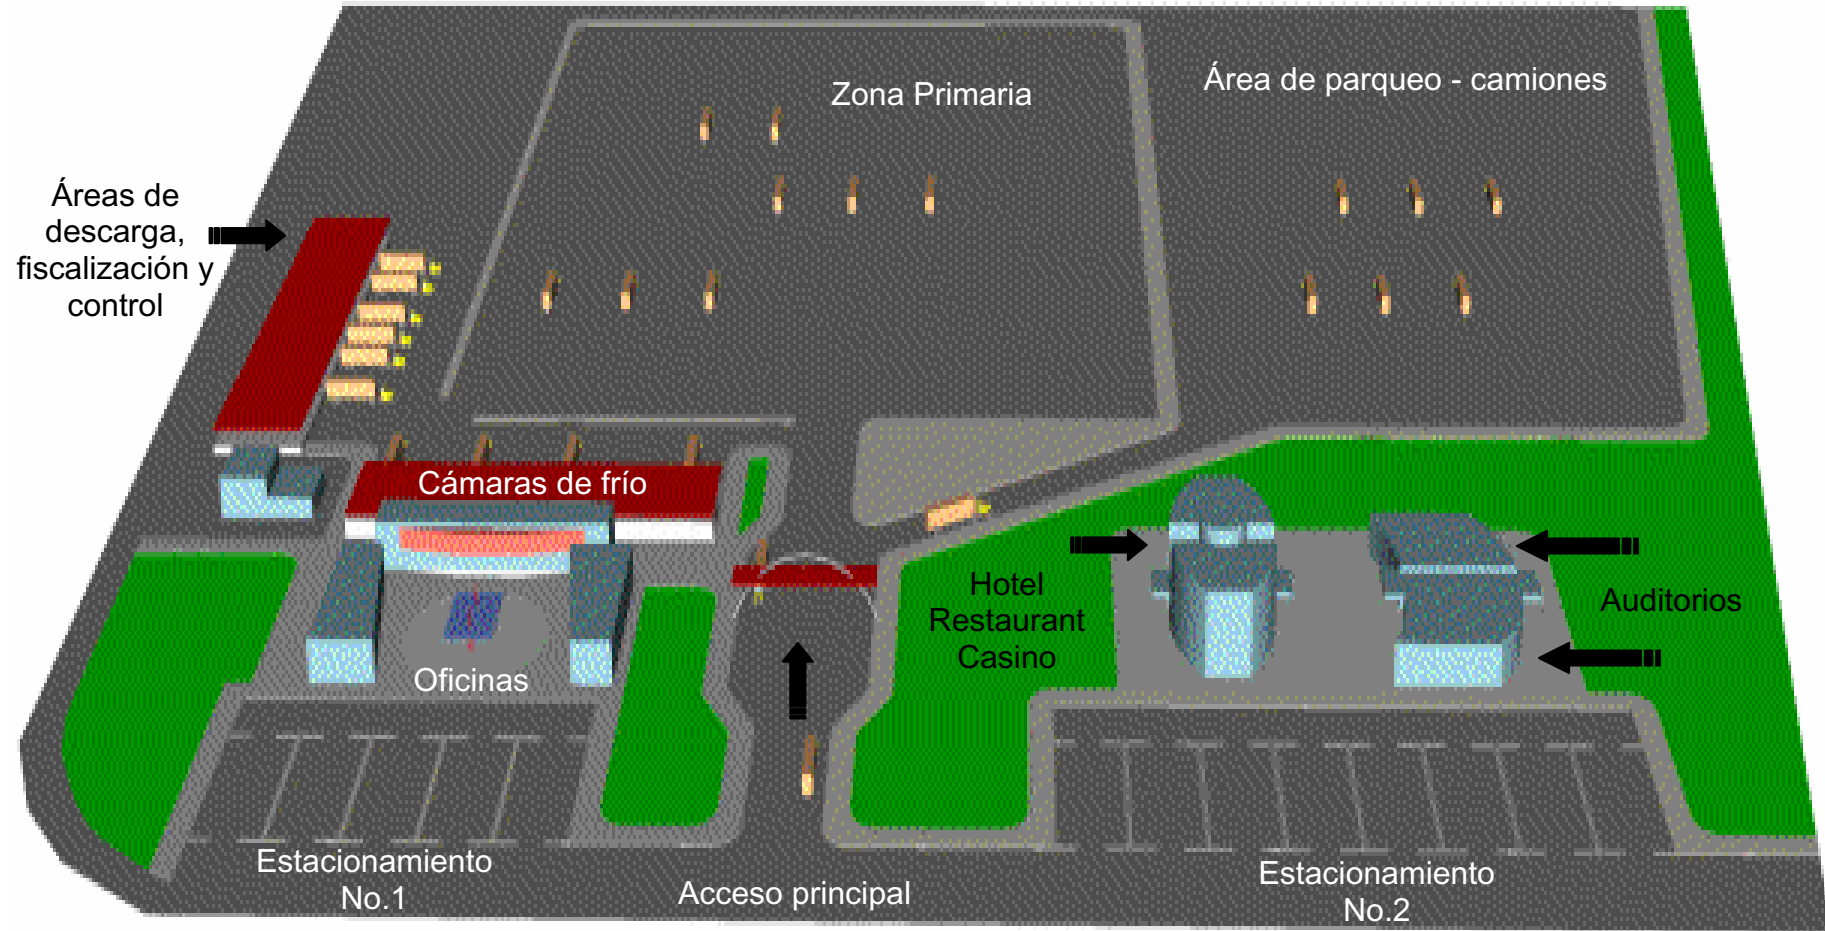 Zona Primaria
Área de parqueo - camiones
Áreas de
descarga,
fiscalización y
control
Cámaras de frío
Hotel
Restaurant
Casino
Auditorios
Oficinas
Estacionamiento
No.1
Acceso principal
Estacionamiento
No.2